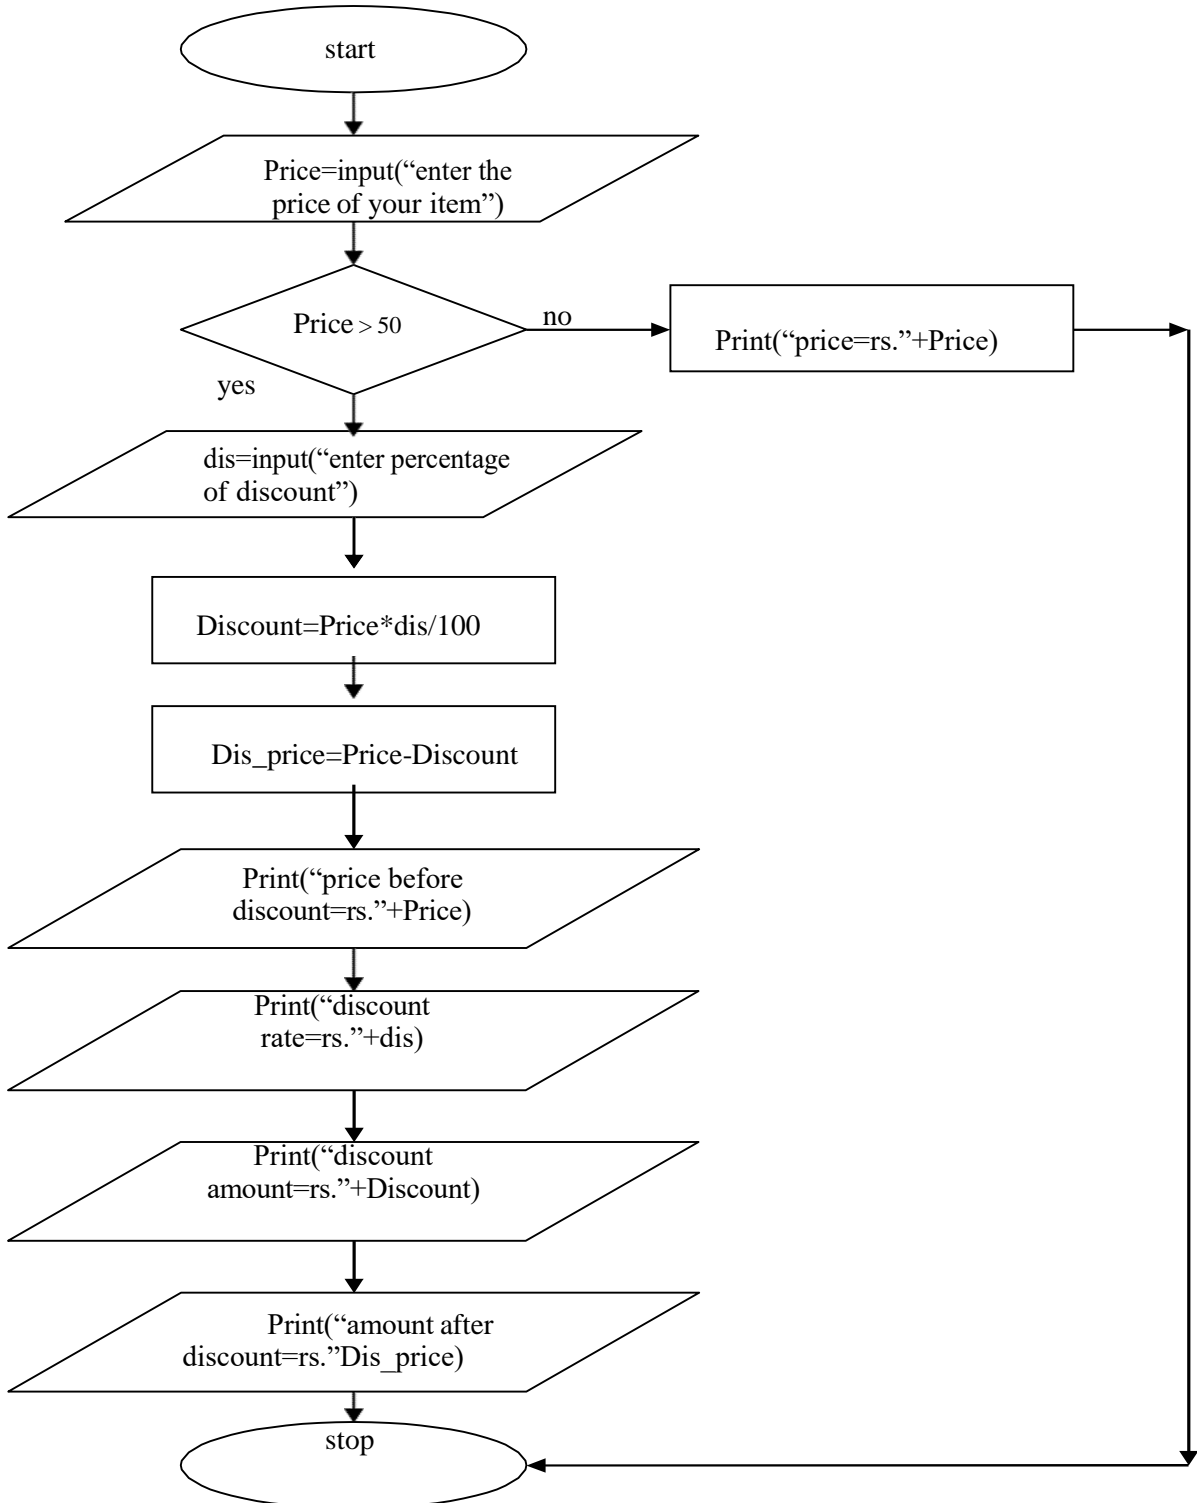 start
Price=input(“enter the
price of your item”)
Price > 50
no
Print(“price=rs.”+Price)
yes
dis=input(“enter percentage
of discount”)
Discount=Price*dis/100
Dis_price=Price-Discount
Print(“price before
discount=rs.”+Price)
Print(“discount
rate=rs.”+dis)
Print(“discount
amount=rs.”+Discount)
Print(“amount after
discount=rs.”Dis_price)
stop